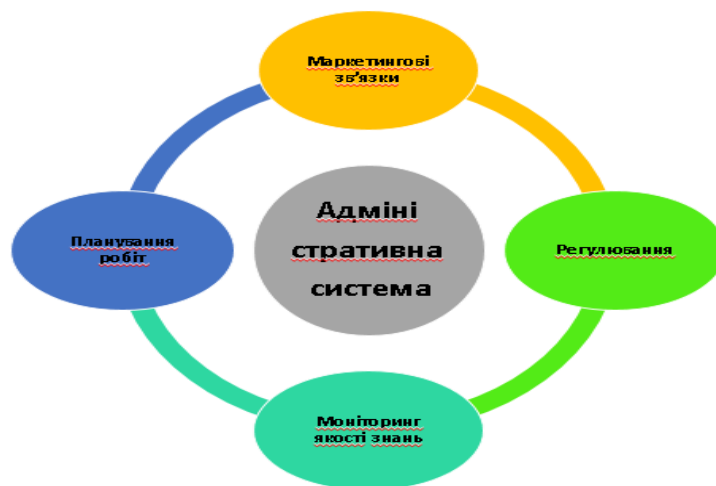 Маркетингові
зв'язки
Планування
робіт
Адміні
стративна
система
Регулювання
Моніторинг
якості знань